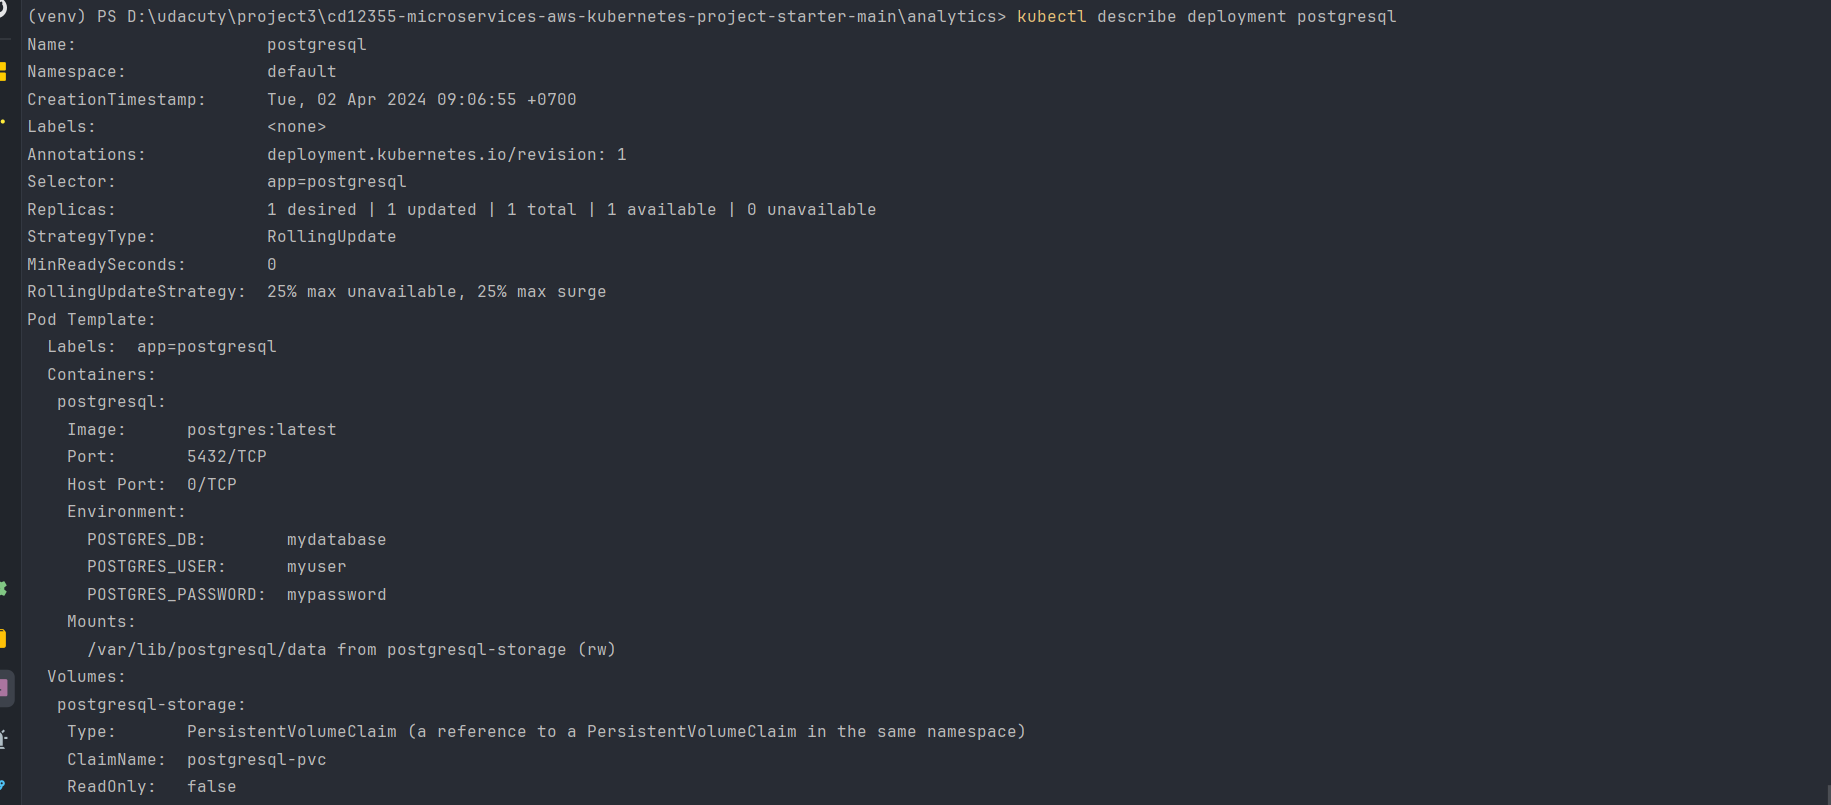 (venv) PS D:\udacuty\project3\cd12355-microservices-aws-kubernetes-project-starter-main\analytics> kubectl describe deployment postgresql
Name:                   postgresql
Namespace:              default
CreationTimestamp:      Tue, 02 Apr 2024 09:06:55 +0700
Labels:                 <none>
Annotations:            deployment.kubernetes.io/revision: 1
Selector:               app=postgresql
Replicas:               1 desired | 1 updated | 1 total | 1 available | 0 unavailable
StrategyType:           RollingUpdate
MinReadySeconds:        0
RollingUpdateStrategy:  25% max unavailable, 25% max surge
Pod Template:
  Labels:  app=postgresql
  Containers:
   postgresql:
    Image:      postgres:latest
    Port:       5432/TCP
    Host Port:  0/TCP
    Environment:
      POSTGRES_DB:        mydatabase
      POSTGRES_USER:      myuser
      POSTGRES_PASSWORD:  mypassword
    Mounts:
      /var/lib/postgresql/data from postgresql-storage (rw)
  Volumes:
   postgresql-storage:
    Type:       PersistentVolumeClaim (a reference to a PersistentVolumeClaim in the same namespace)
    ClaimName:  postgresql-pvc
    ReadOnly:   false